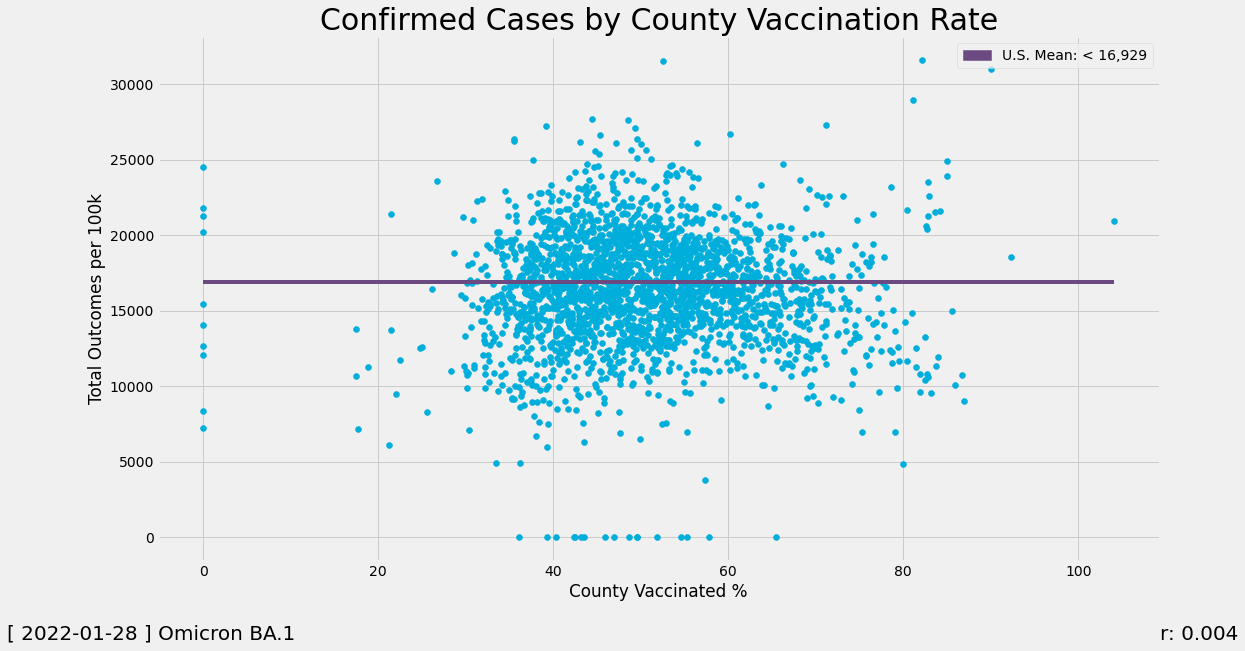 Confirmed Cases by County Vaccination Rate
U.S. Mean: < 16,929
Total Outcomes per 100k
30000
25000
20000
15000
10000
5000
0
0 20 40 60 80 100
County Vaccinated %
[ 2022-01-28 ] Omicron BA.1
r: 0.004